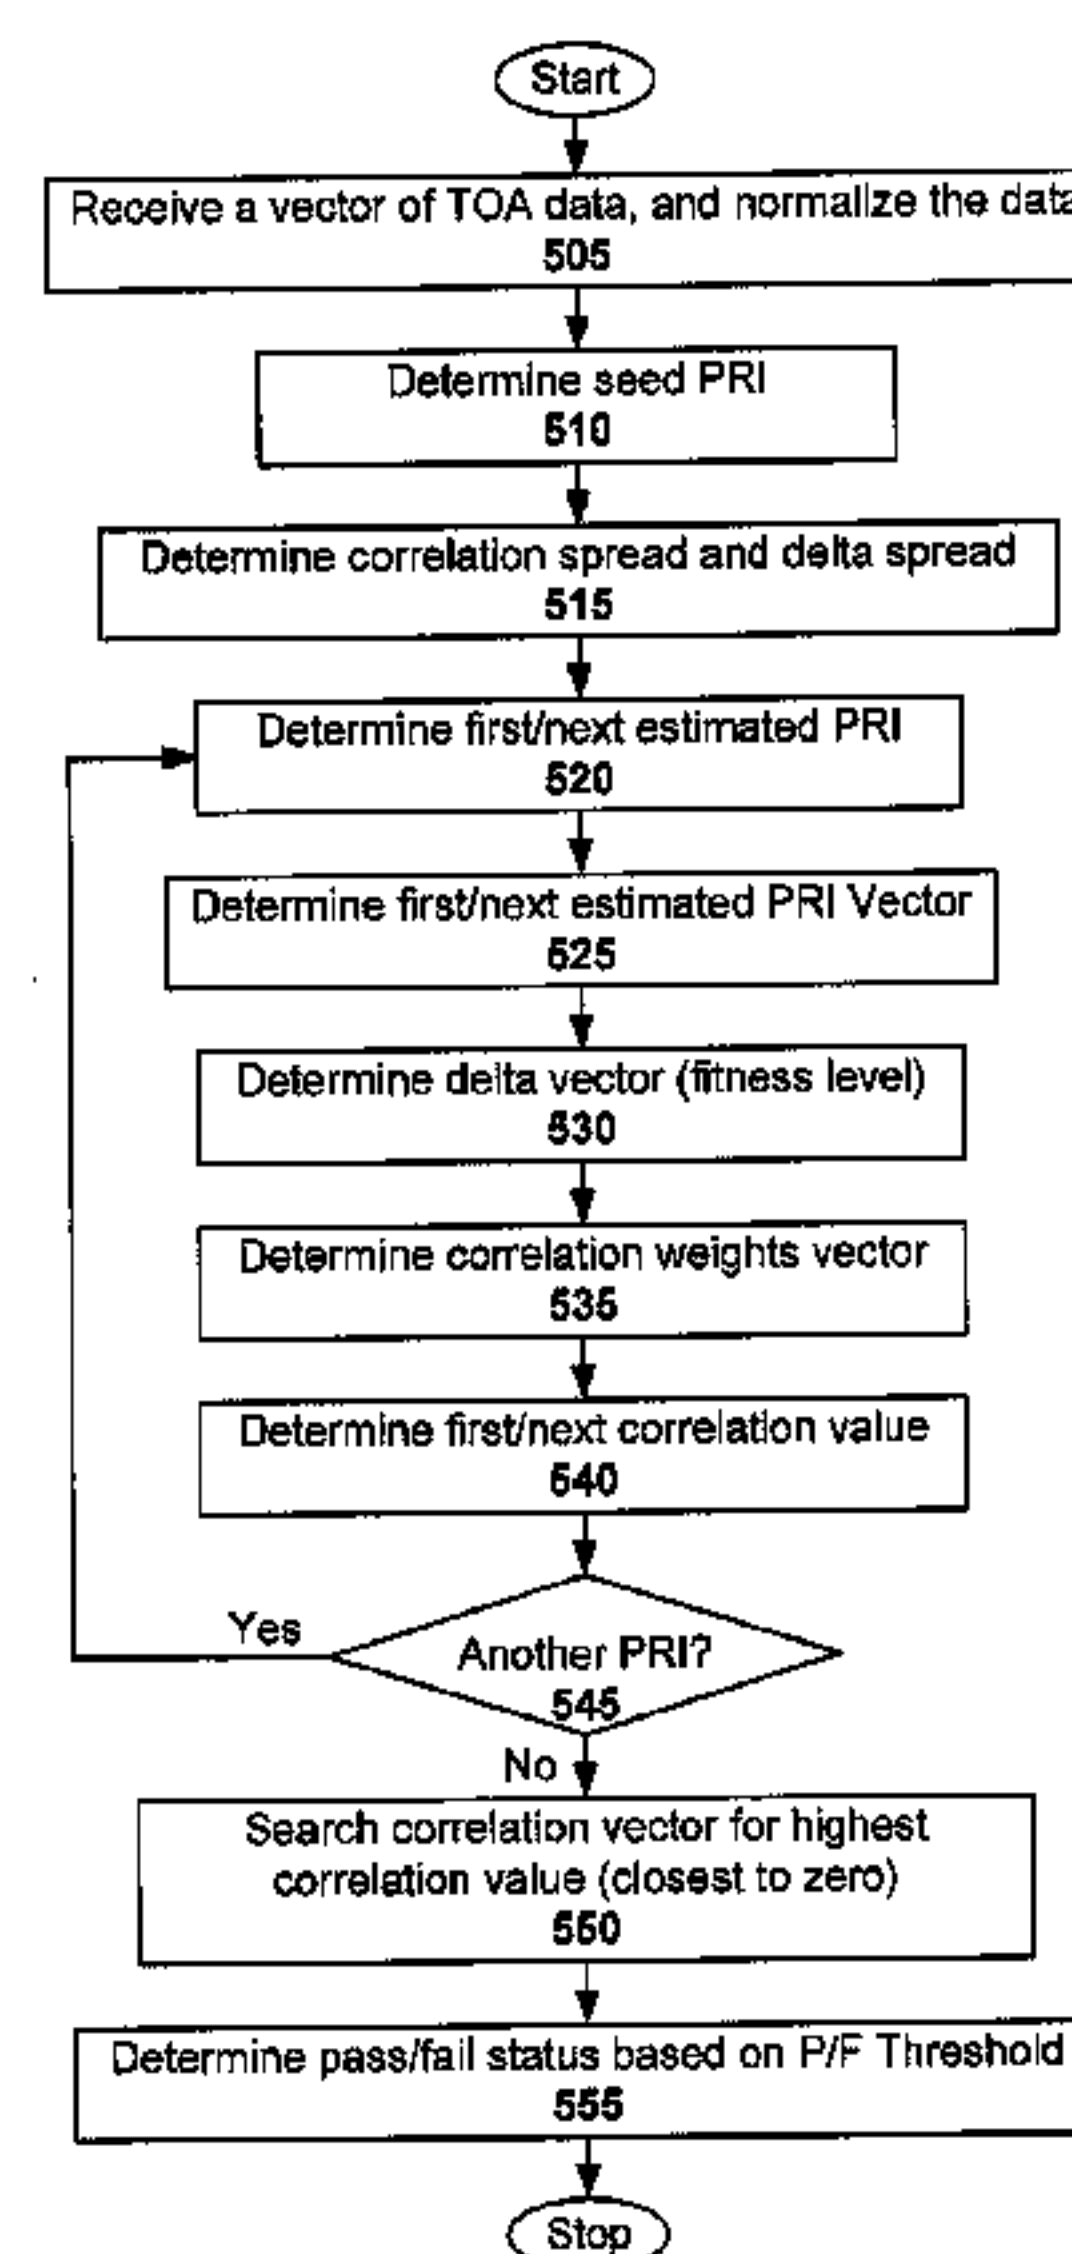 Start
Receive a vector of TOA data, and normalize the data
505
Determine seed PRI
510
Determine correlation spread and delta spread
515
Determine first/next estimated PRI
520
Determine first/next estimated PRI Vector
525
Determine delta vector (fitness level)
530
Determine correlation weights vector
535
Determine first/next correlation value
540
Yes
Another PRI?
545
No
Search correlation vector for highest
correlation value (closest to zero)
550
Determine pass/fail status based on P/F Threshold
555
Stop